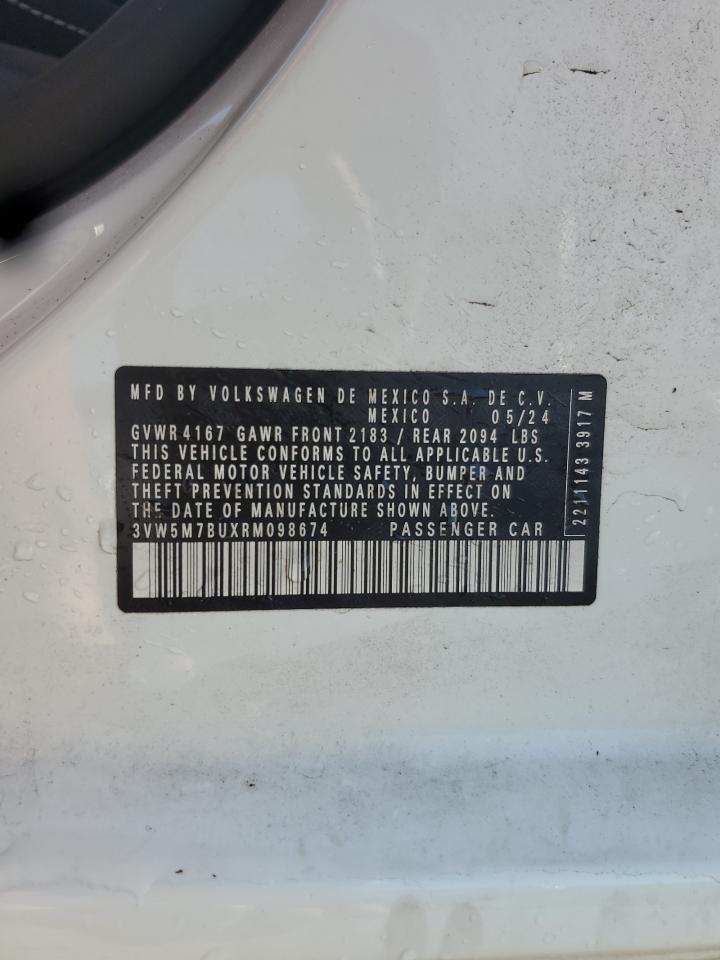 MFD BY VOLKSWAGEN DE MEXICO S.A. DE C.V.
MEXICO 05/24
GVWR 4167 GAWR FRONT 2183 / REAR 2094 LBS
THIS VEHICLE CONFORMS TO ALL APPLICABLE U.S.
FEDERAL MOTOR VEHICLE SAFETY, BUMPER AND
THEFT PREVENTION STANDARDS IN EFFECT ON
THE DATE OF MANUFACTURE SHOWN ABOVE.
3VW5M7BUXRM098674 PASSENGER CAR
2211143 3917 M